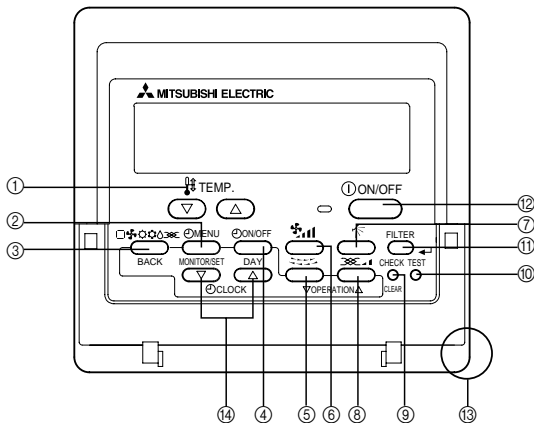 MITSUBISHI ELECTRIC
① TEMP.
ON/OFF ⑫
② MENU ON/OFF ⑦
③ BACK MONITOR/SET DAY FILTER ⑪
CHECK TEST ⑩
CLOCK OPERATION CLEAR
⑭ ④ ⑤ ⑥ ⑧ ⑨ ⑬